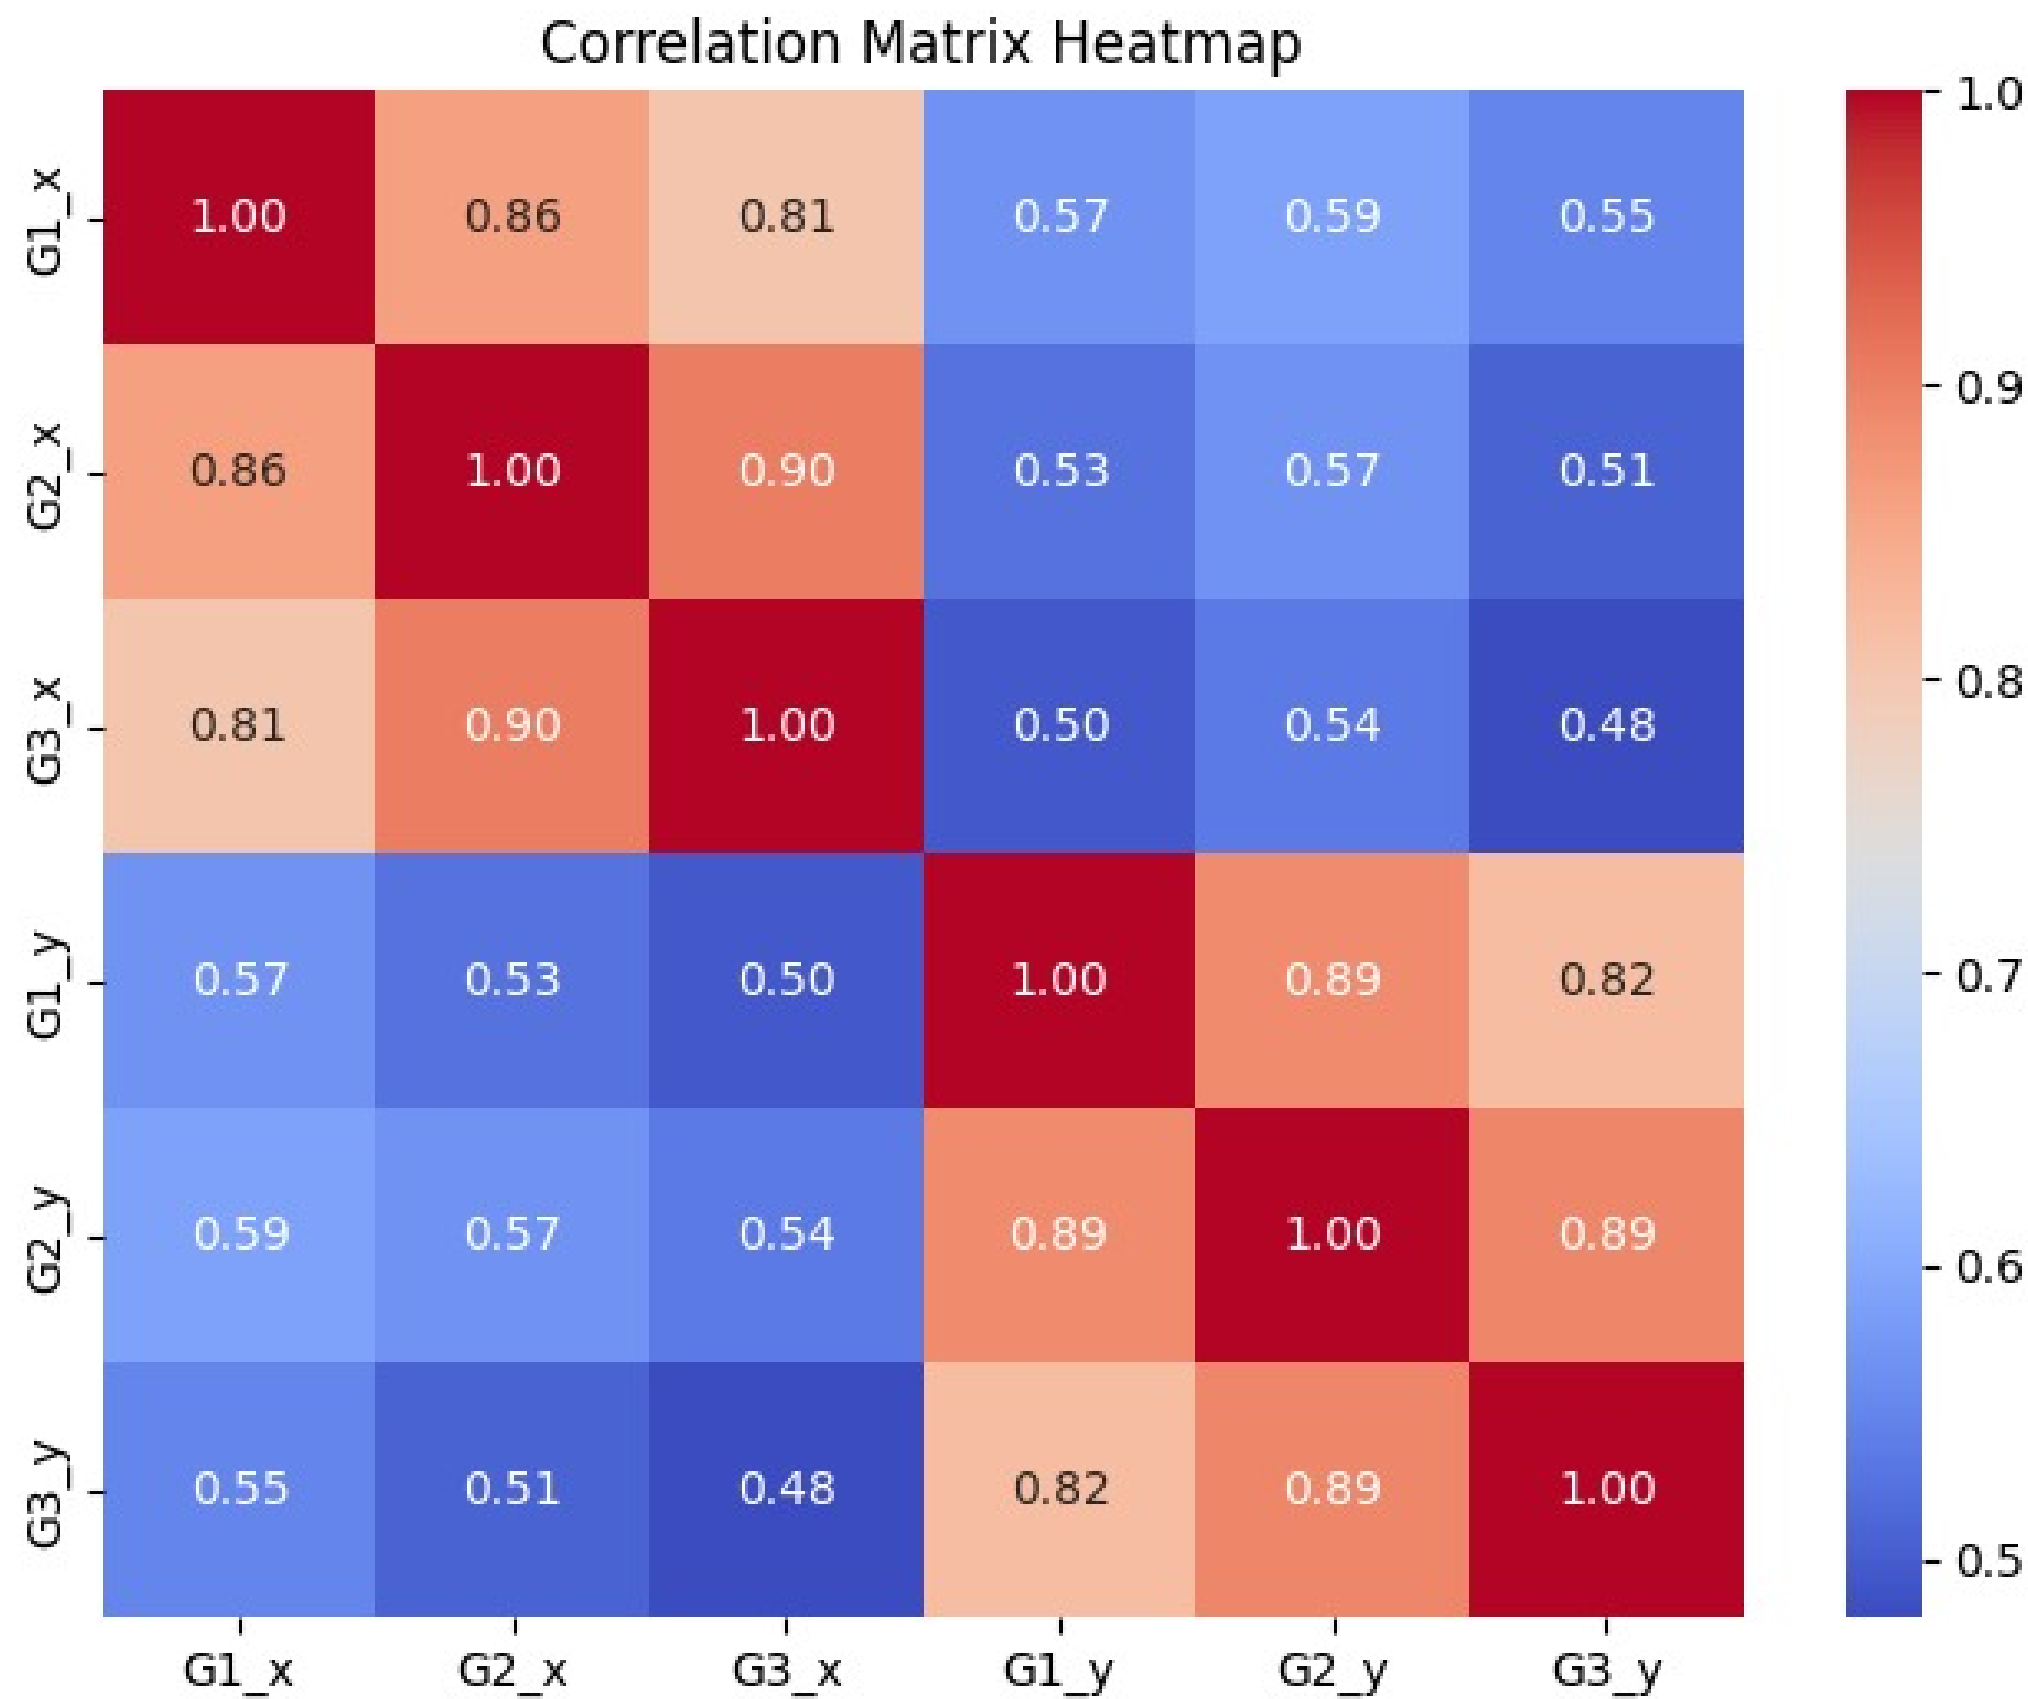 Correlation Matrix Heatmap
G1_x 1.00 0.86 0.81 0.57 0.59 0.55
G2_x 0.86 1.00 0.90 0.53 0.57 0.51
G3_x 0.81 0.90 1.00 0.50 0.54 0.48
G1_y 0.57 0.53 0.50 1.00 0.89 0.82
G2_y 0.59 0.57 0.54 0.89 1.00 0.89
G3_y 0.55 0.51 0.48 0.82 0.89 1.00
G1_x G2_x G3_x G1_y G2_y G3_y
1.0
0.9
0.8
0.7
0.6
0.5